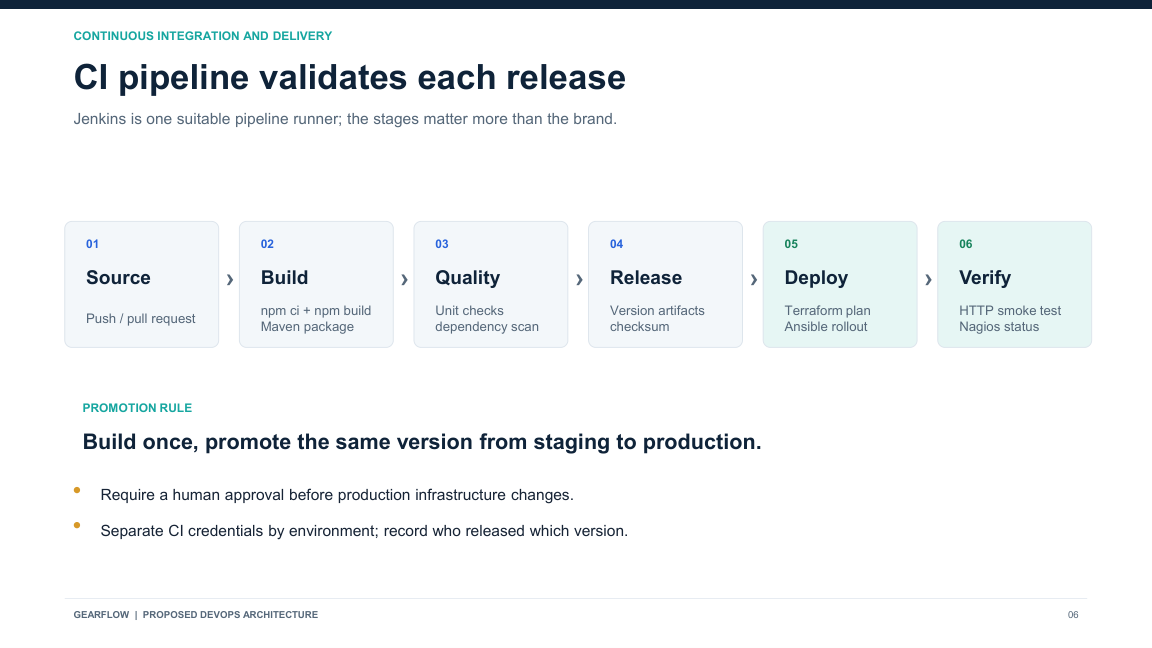 CONTINUOUS INTEGRATION AND DELIVERY
CI pipeline validates each release
Jenkins is one suitable pipeline runner; the stages matter more than the brand.
01
Source
Push / pull request
›
02
Build
npm ci + npm build
Maven package
›
03
Quality
Unit checks
dependency scan
›
04
Release
Version artifacts
checksum
›
05
Deploy
Terraform plan
Ansible rollout
›
06
Verify
HTTP smoke test
Nagios status
PROMOTION RULE
Build once, promote the same version from staging to production.
• Require a human approval before production infrastructure changes.
• Separate CI credentials by environment; record who released which version.
GEARFLOW | PROPOSED DEVOPS ARCHITECTURE
06